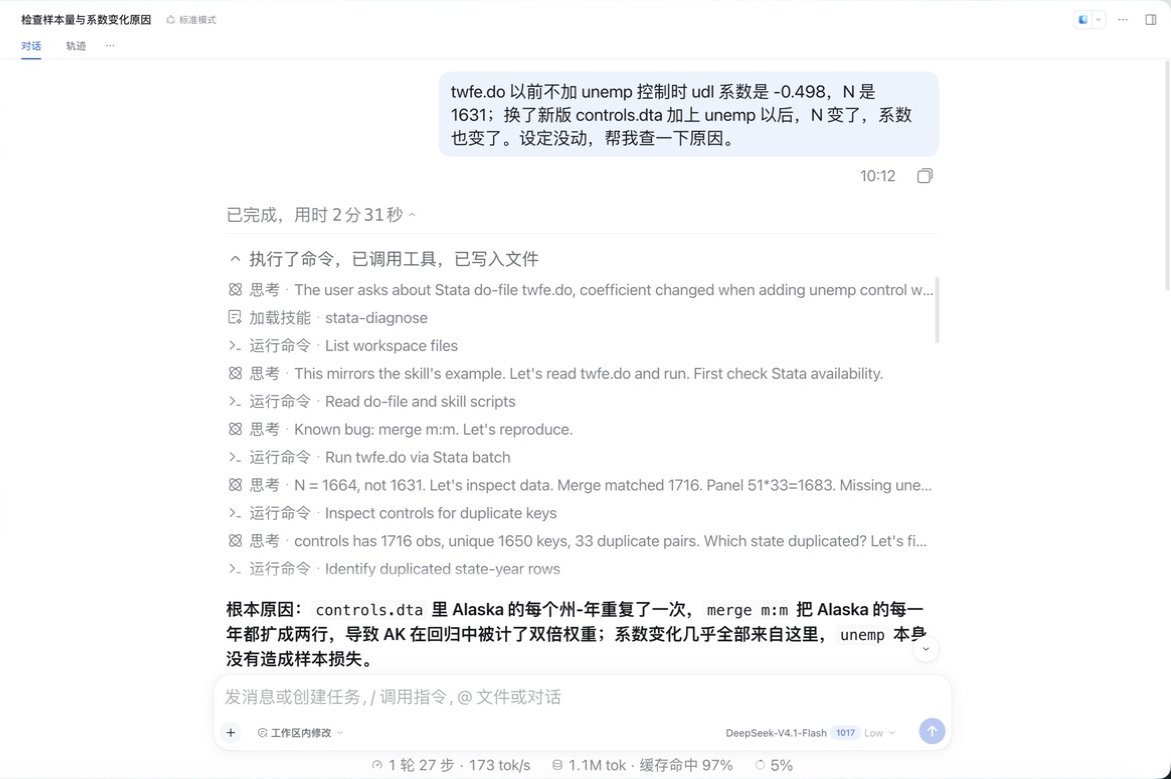 检查样本量与系数变化原因 标准模式
对话 轨迹 ···
twfe.do 以前不加 unemp 控制时 udl 系数是 -0.498，N 是
1631；换了新版 controls.dta 加上 unemp 以后，N 变了，系数
也变了。设定没动，帮我查一下原因。
10:12
已完成，用时 2 分 31 秒
执行了命令，已调用工具，已写入文件
思考 · The user asks about Stata do-file twfe.do, coefficient changed when adding unemp control w...
加载技能 · stata-diagnose
运行命令 · List workspace files
思考 · This mirrors the skill's example. Let's read twfe.do and run. First check Stata availability.
运行命令 · Read do-file and skill scripts
思考 · Known bug: merge m:m. Let's reproduce.
运行命令 · Run twfe.do via Stata batch
思考 · N = 1664, not 1631. Let's inspect data. Merge matched 1716. Panel 51*33=1683. Missing une...
运行命令 · Inspect controls for duplicate keys
思考 · controls has 1716 obs, unique 1650 keys, 33 duplicate pairs. Which state duplicated? Let's fi...
运行命令 · Identify duplicated state-year rows
根本原因： controls.dta 里 Alaska 的每个州-年重复了一次， merge m:m 把 Alaska 的每一
年都扩成两行，导致 AK 在回归中被计了双倍权重；系数变化几乎全部来自这里， unemp 本身
没有造成样本损失。
发消息或创建任务, / 调用指令, @ 文件或对话
工作区内修改 DeepSeek-V4.1-Flash 1017 Low
1 轮 27 步 · 173 tok/s 1.1M tok · 缓存命中 97% 5%